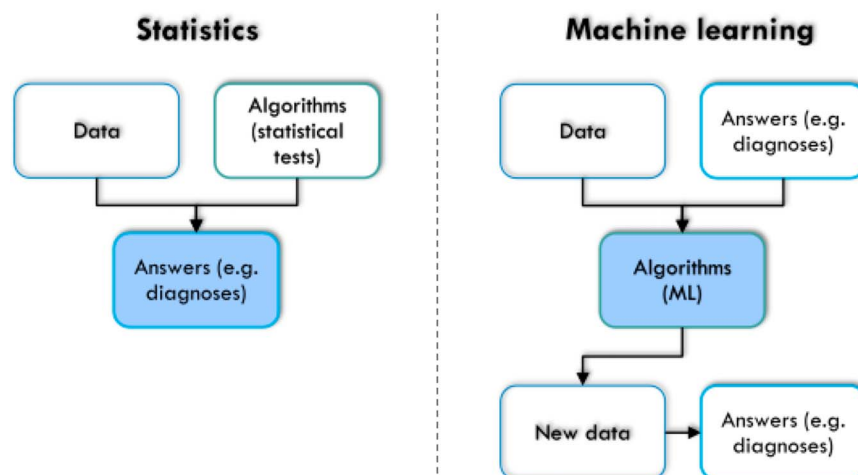 Statistics
Data
Algorithms
(statistical
tests)
Answers (e.g.
diagnoses)
Machine learning
Data
Answers (e.g.
diagnoses)
Algorithms
(ML)
New data
Answers (e.g.
diagnoses)